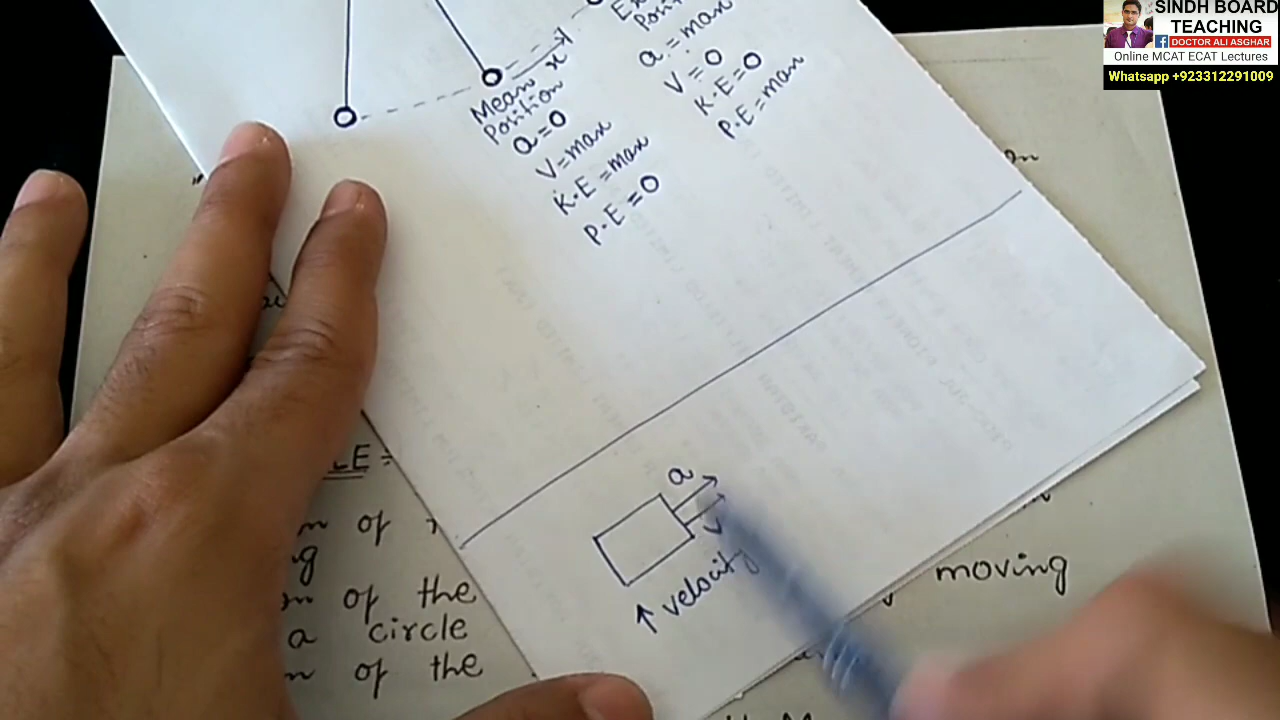 SINDH BOARD
TEACHING
DOCTOR ALI ASGHAR
Online MCAT ECAT Lectures
Whatsapp +923312291009
x
Mean
Position
a=0
V=max
K.E=max
P.E=0
a=max
V=0
K.E=0
P.E=max
a
v
↑ velocity
of
of the
a circle
of the
moving